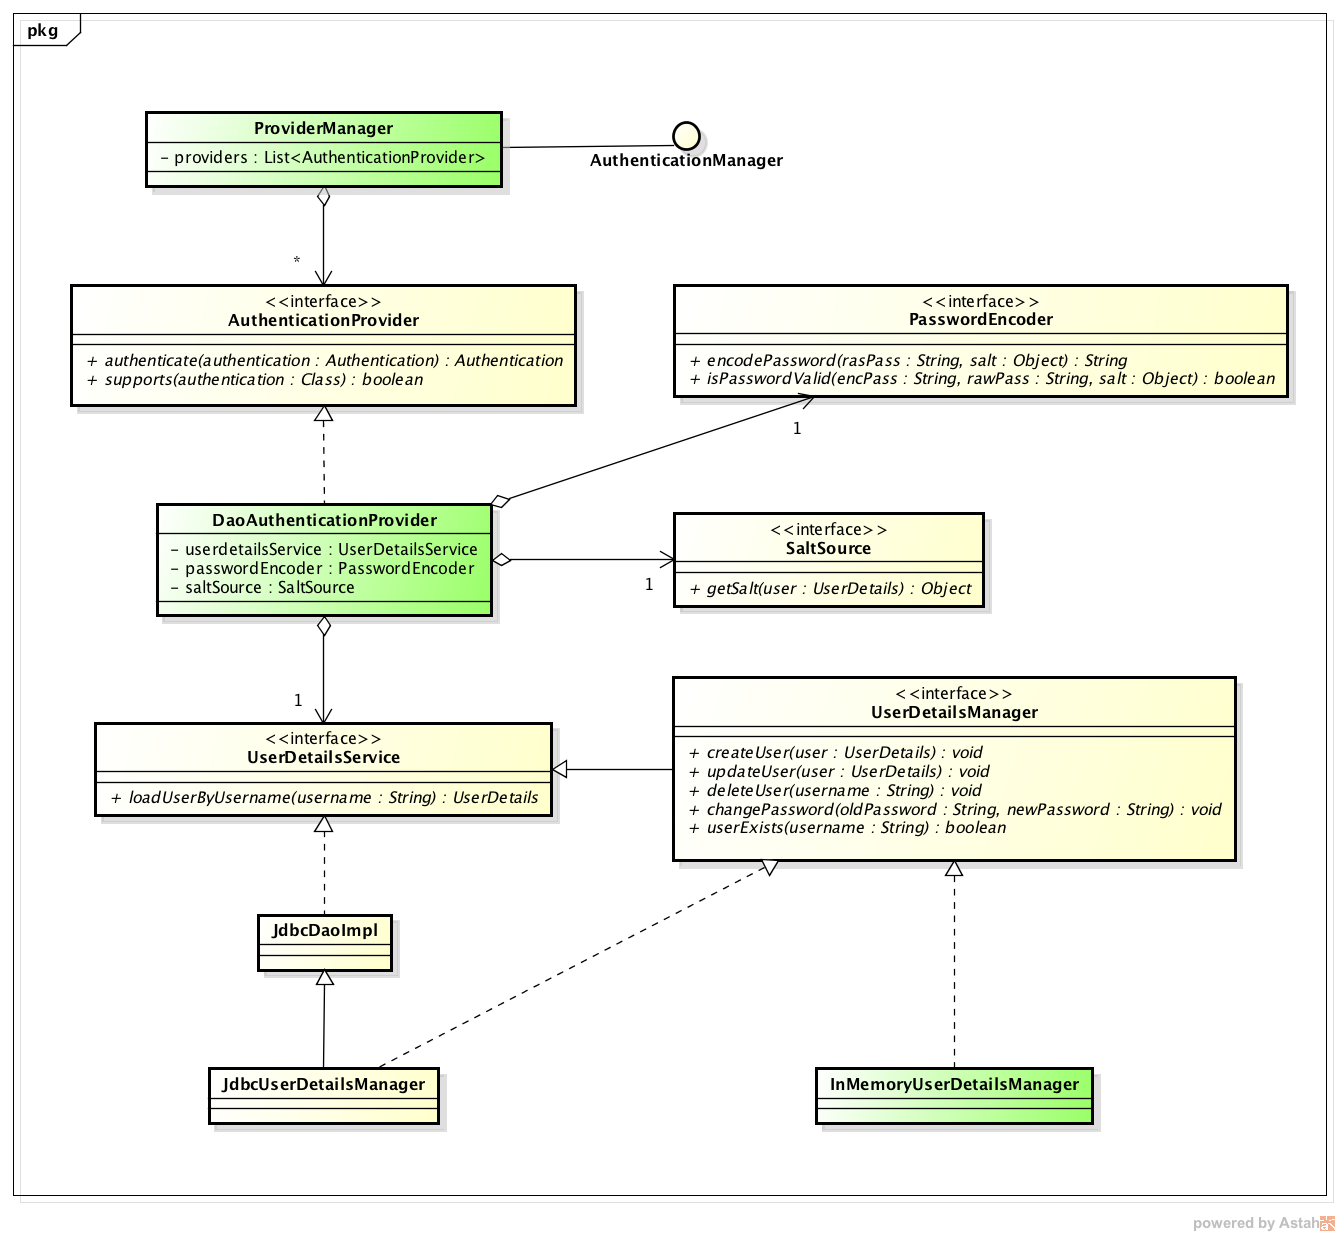 pkg
ProviderManager
- providers : List<AuthenticationProvider>
AuthenticationManager
*
<<interface>>
AuthenticationProvider
+ authenticate(authentication : Authentication) : Authentication
+ supports(authentication : Class) : boolean
<<interface>>
PasswordEncoder
+ encodePassword(rasPass : String, salt : Object) : String
+ isPasswordValid(encPass : String, rawPass : String, salt : Object) : boolean
1
DaoAuthenticationProvider
- userdetailsService : UserDetailsService
- passwordEncoder : PasswordEncoder
- saltSource : SaltSource
<<interface>>
SaltSource
+ getSalt(user : UserDetails) : Object
1
1
<<interface>>
UserDetailsService
+ loadUserByUsername(username : String) : UserDetails
<<interface>>
UserDetailsManager
+ createUser(user : UserDetails) : void
+ updateUser(user : UserDetails) : void
+ deleteUser(username : String) : void
+ changePassword(oldPassword : String, newPassword : String) : void
+ userExists(username : String) : boolean
JdbcDaoImpl
JdbcUserDetailsManager
InMemoryUserDetailsManager
powered by Astah